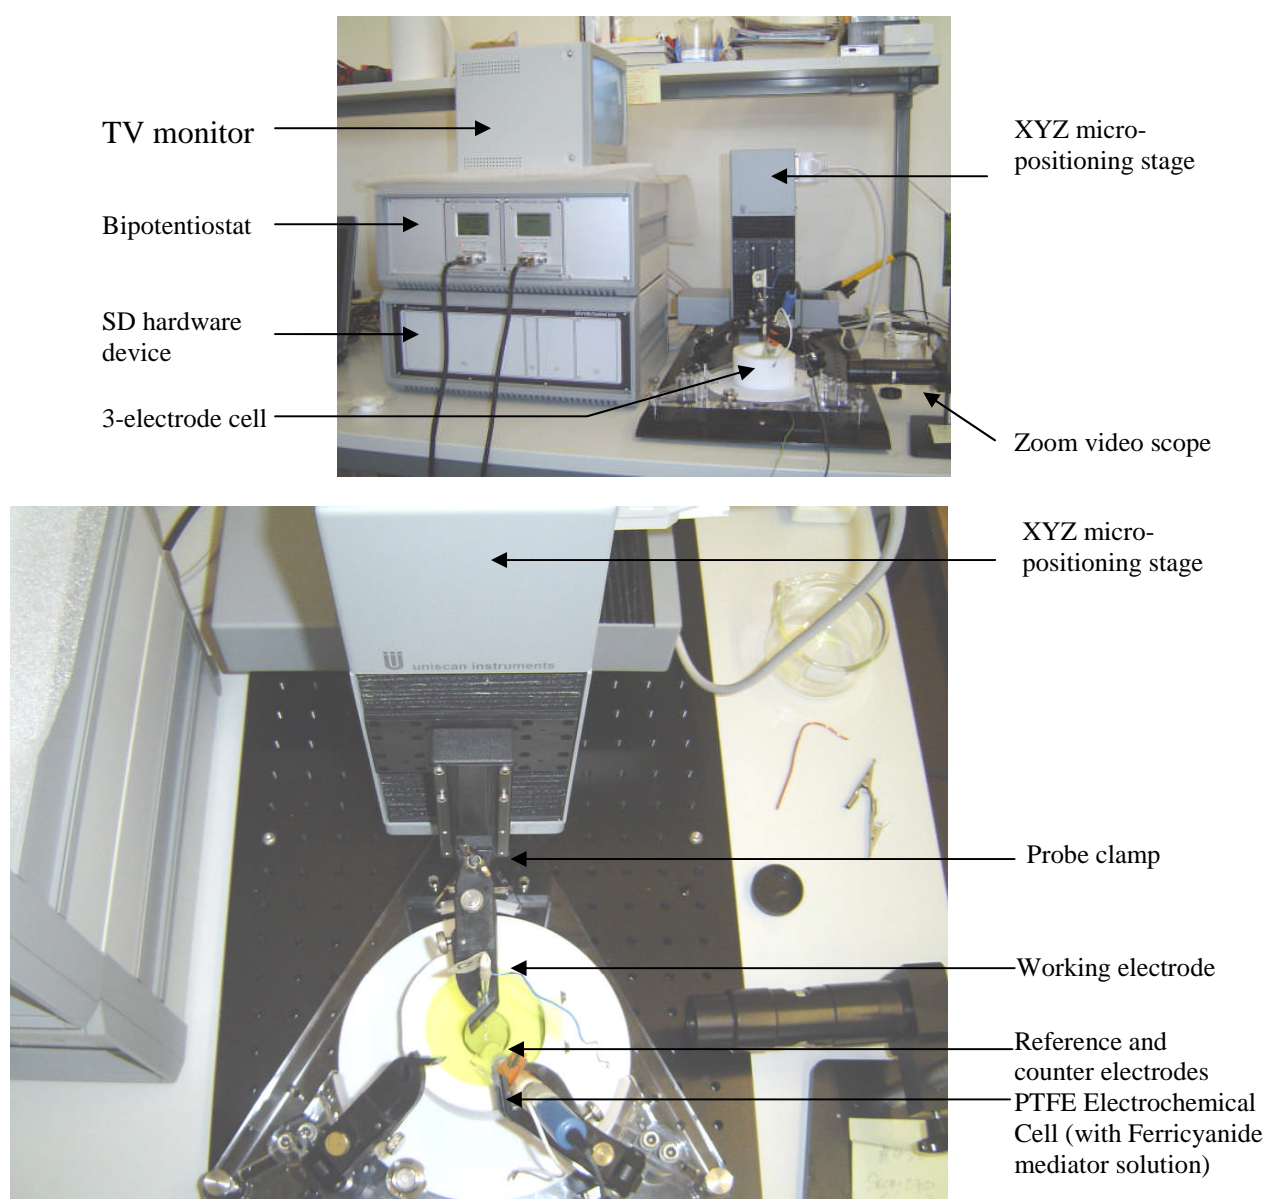 TV monitor
XYZ micro-
positioning stage
Bipotentiostat
SD hardware
device
3-electrode cell
Zoom video scope
XYZ micro-
positioning stage
uniscan instruments
Probe clamp
Working electrode
Reference and
counter electrodes
PTFE Electrochemical
Cell (with Ferricyanide
mediator solution)